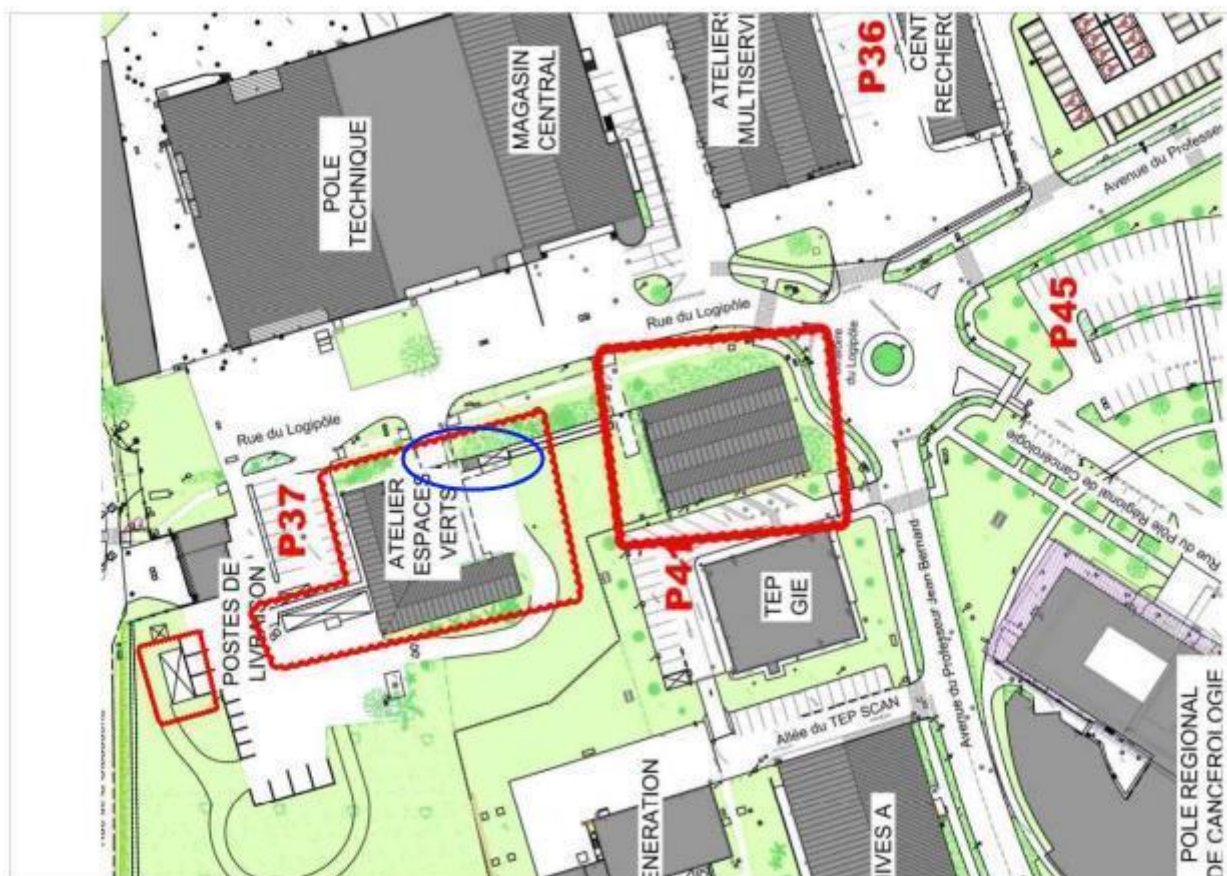 POLE
TECHNIQUE
MAGASIN
CENTRAL
ATELIERS
MULTISERVI
P36
CENT
RECHERC
Avenue du Professe
Rue du Logipôle
P45
du Logipôle
Rue du Logipôle
P37
ATELIER
ESPACES
VERTS
POSTES DE
LIVRAISON
TEP
GIE
Avenue du Professeur Jean Bernard
Rue du Pôle Régional de Cancérologie
Allée du TEP SCAN
ENERATION
IVES A
POLE REGIONAL
DE CANCEROLOGIE